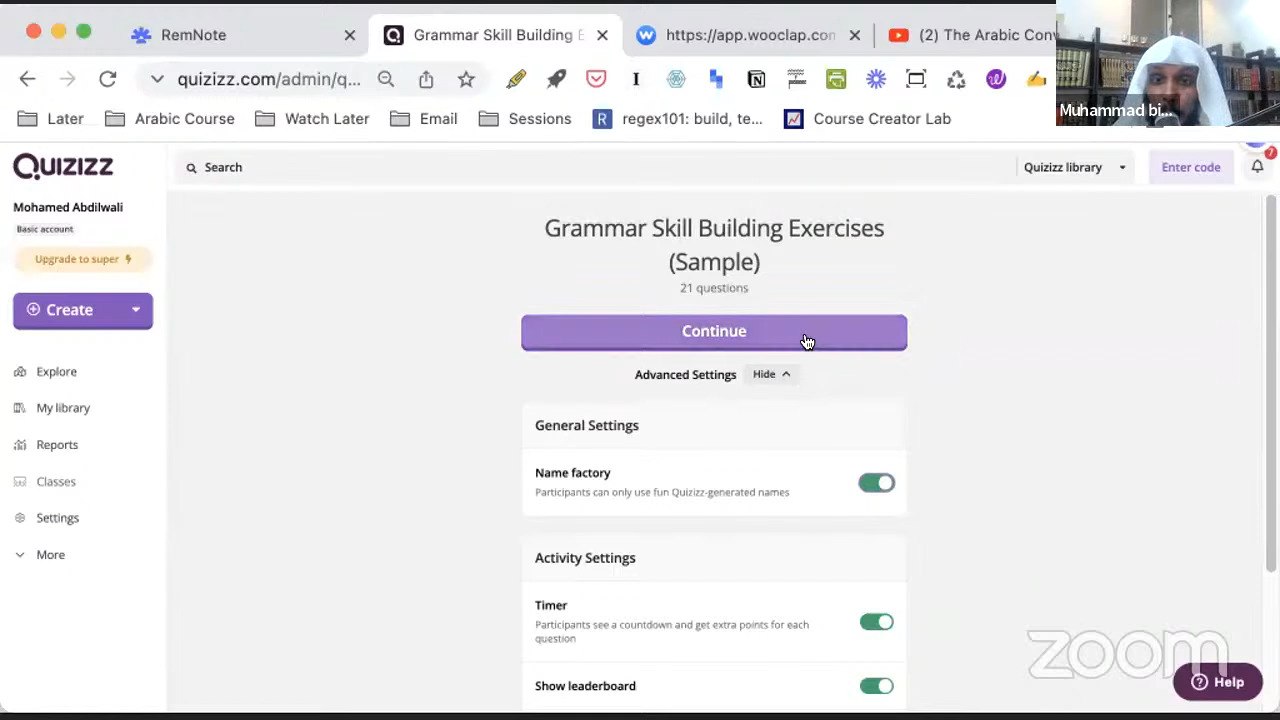 RemNote
Grammar Skill Building E
https://app.wooclap.com
(2) The Arabic Con
quizizz.com/admin/q...
Later
Arabic Course
Watch Later
Email
Sessions
R
regex101: build, te...
Course Creator Lab
Muhammad bi...
QUIZIZZ
Search
Quizizz library
Enter code
7
Mohamed Abdilwali
Basic account
Upgrade to super
Create
Explore
My library
Reports
Classes
Settings
More
Grammar Skill Building Exercises
(Sample)
21 questions
Continue
Advanced Settings
Hide
General Settings
Name factory
Participants can only use fun Quizizz-generated names
Activity Settings
Timer
Participants see a countdown and get extra points for each
question
Show leaderboard
zoom
Help